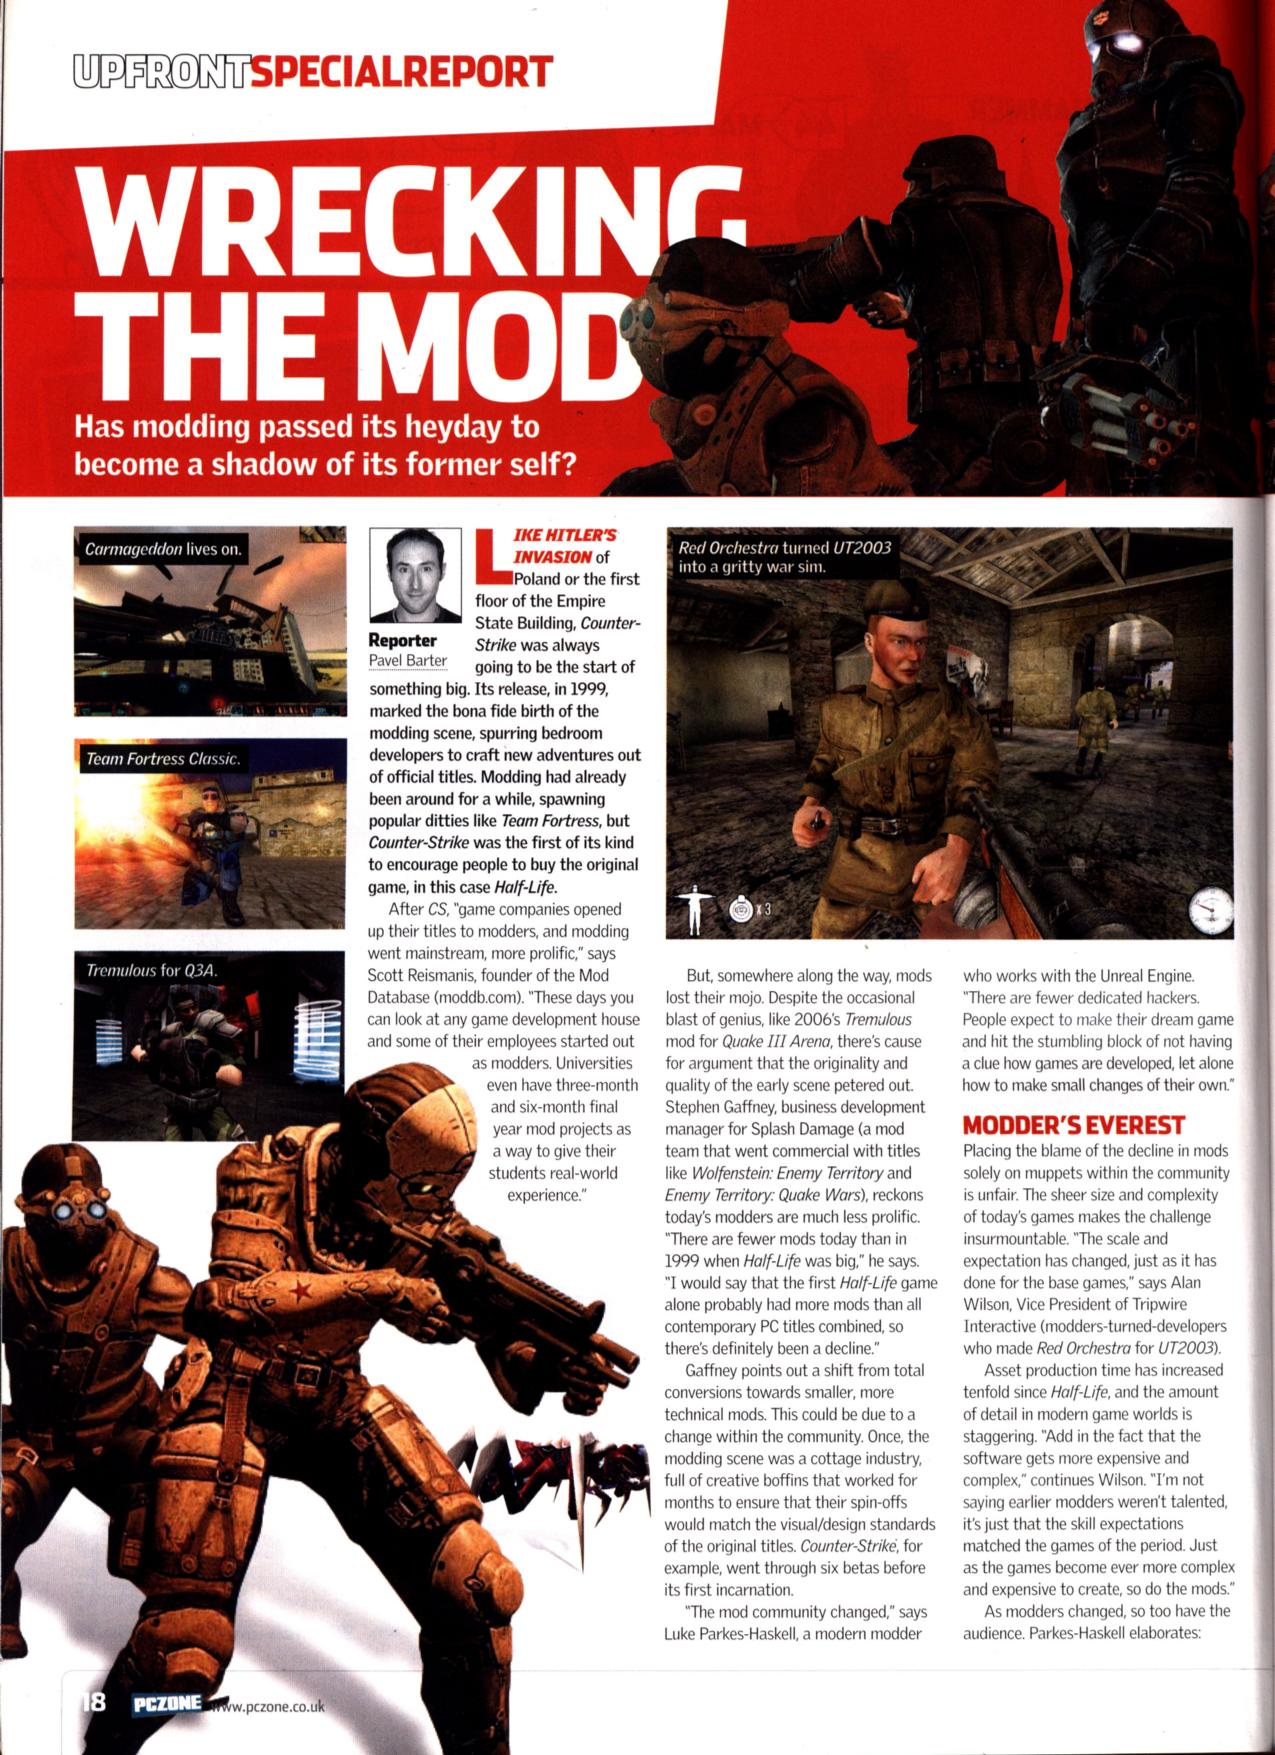 UPFRONTSPECIALREPORT
WRECKING
THE MOD
Has modding passed its heyday to
become a shadow of its former self?
Carmageddon lives on.
Team Fortress Classic.
Tremulous for Q3A.
Reporter
Pavel Barter
LIKE HITLER'S
INVASION of
Poland or the first
floor of the Empire
State Building, Counter-
Strike was always
going to be the start of
something big. Its release, in 1999,
marked the bona fide birth of the
modding scene, spurring bedroom
developers to craft new adventures out
of official titles. Modding had already
been around for a while, spawning
popular ditties like Team Fortress, but
Counter-Strike was the first of its kind
to encourage people to buy the original
game, in this case Half-Life.
After CS, "game companies opened
up their titles to modders, and modding
went mainstream, more prolific," says
Scott Reismanis, founder of the Mod
Database (moddb.com). "These days you
can look at any game development house
and some of their employees started out
as modders. Universities
even have three-month
and six-month final
year mod projects as
a way to give their
students real-world
experience."
Red Orchestra turned UT2003
into a gritty war sim.
x3
But, somewhere along the way, mods
lost their mojo. Despite the occasional
blast of genius, like 2006's Tremulous
mod for Quake III Arena, there's cause
for argument that the originality and
quality of the early scene petered out.
Stephen Gaffney, business development
manager for Splash Damage (a mod
team that went commercial with titles
like Wolfenstein: Enemy Territory and
Enemy Territory: Quake Wars), reckons
today's modders are much less prolific.
"There are fewer mods today than in
1999 when Half-Life was big," he says.
"I would say that the first Half-Life game
alone probably had more mods than all
contemporary PC titles combined, so
there's definitely been a decline."
Gaffney points out a shift from total
conversions towards smaller, more
technical mods. This could be due to a
change within the community. Once, the
modding scene was a cottage industry,
full of creative boffins that worked for
months to ensure that their spin-offs
would match the visual/design standards
of the original titles. Counter-Strike, for
example, went through six betas before
its first incarnation.
"The mod community changed," says
Luke Parkes-Haskell, a modern modder
who works with the Unreal Engine.
"There are fewer dedicated hackers.
People expect to make their dream game
and hit the stumbling block of not having
a clue how games are developed, let alone
how to make small changes of their own."
MODDER'S EVEREST
Placing the blame of the decline in mods
solely on muppets within the community
is unfair. The sheer size and complexity
of today's games makes the challenge
insurmountable. "The scale and
expectation has changed, just as it has
done for the base games," says Alan
Wilson, Vice President of Tripwire
Interactive (modders-turned-developers
who made Red Orchestra for UT2003).
Asset production time has increased
tenfold since Half-Life, and the amount
of detail in modern game worlds is
staggering. "Add in the fact that the
software gets more expensive and
complex," continues Wilson. "I'm not
saying earlier modders weren't talented,
it's just that the skill expectations
matched the games of the period. Just
as the games become ever more complex
and expensive to create, so do the mods."
As modders changed, so too have the
audience. Parkes-Haskell elaborates:
18 PCZONE www.pczone.co.uk